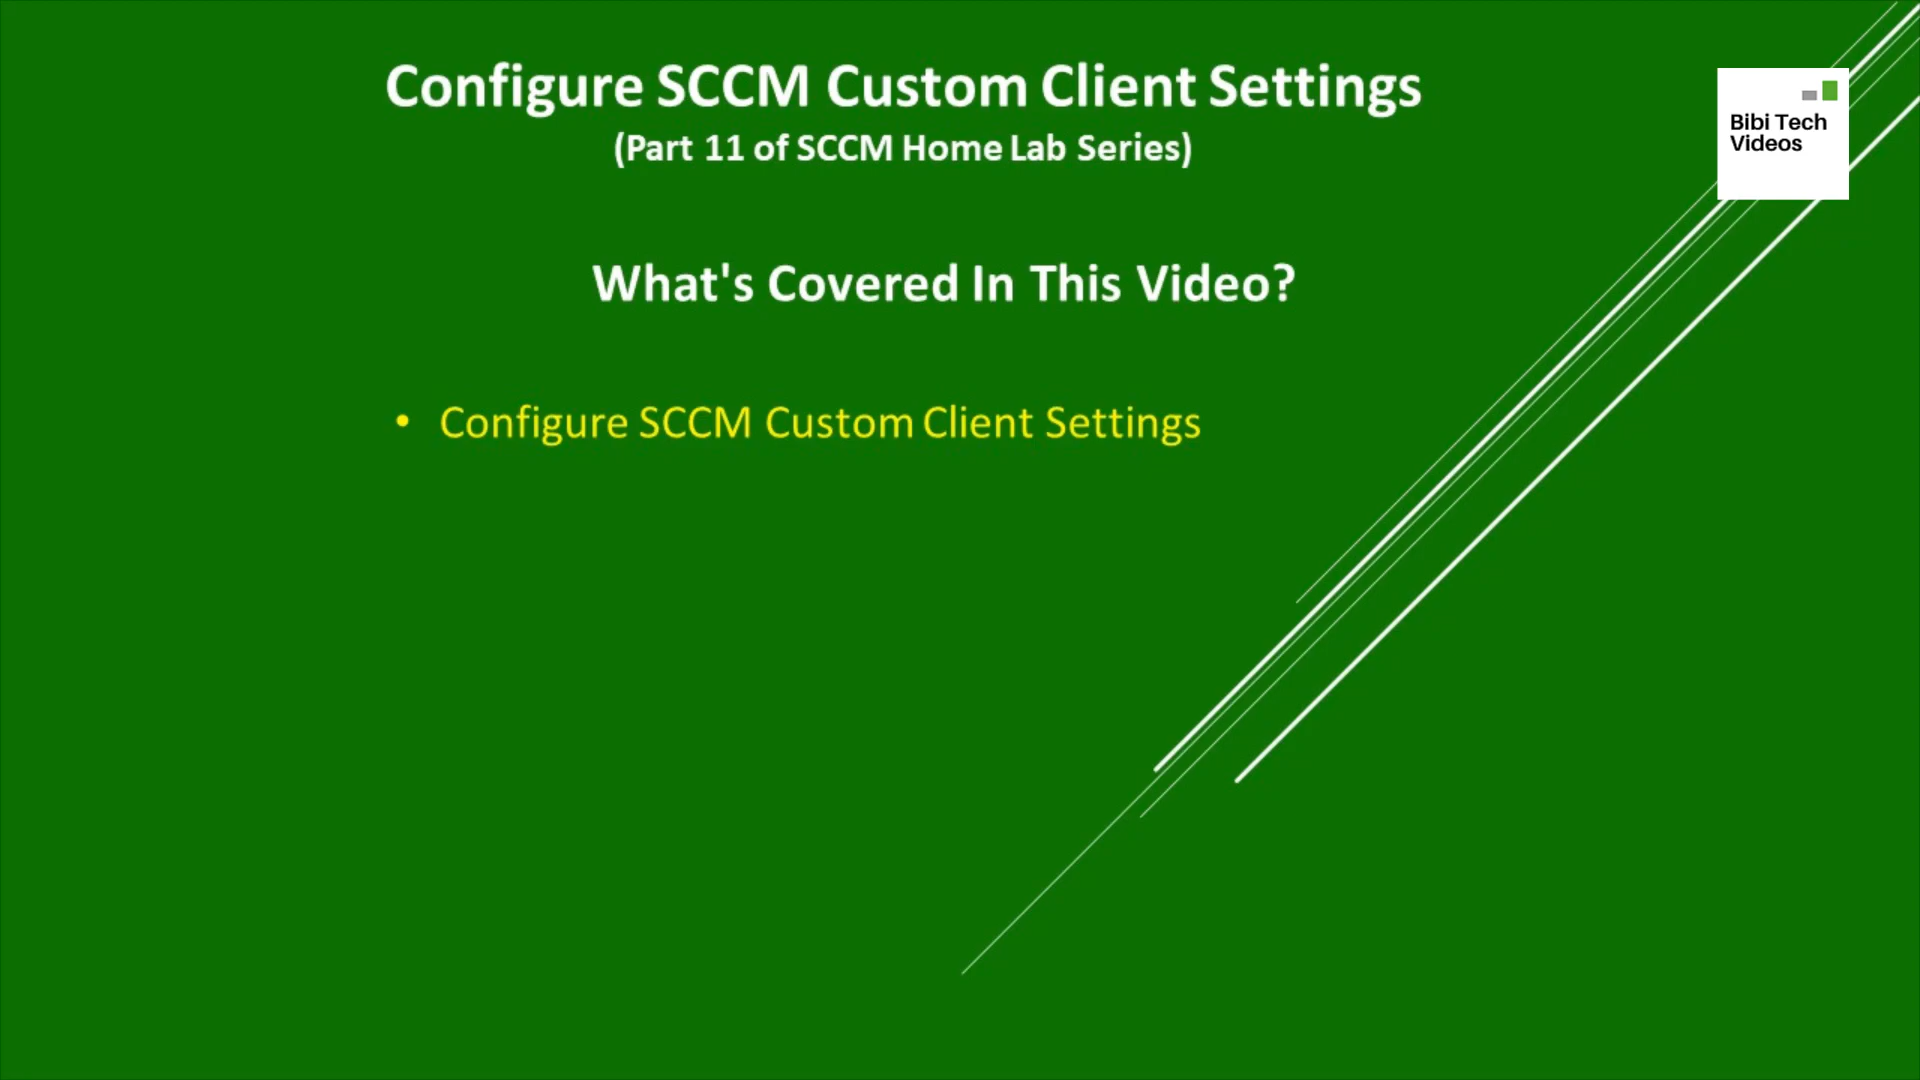 Configure SCCM Custom Client Settings
(Part 11 of SCCM Home Lab Series)
Bibi Tech
Videos
What's Covered In This Video?
• Configure SCCM Custom Client Settings